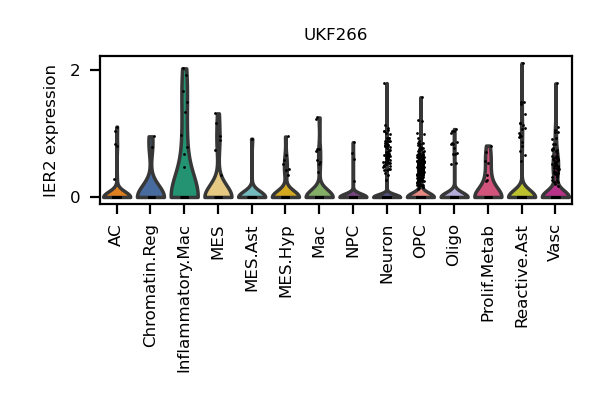 UKF266
IER2 expression
2
0
AC
Chromatin.Reg
Inflammatory.Mac
MES
MES.Ast
MES.Hyp
Mac
NPC
Neuron
OPC
Oligo
Prolif.Metab
Reactive.Ast
Vasc